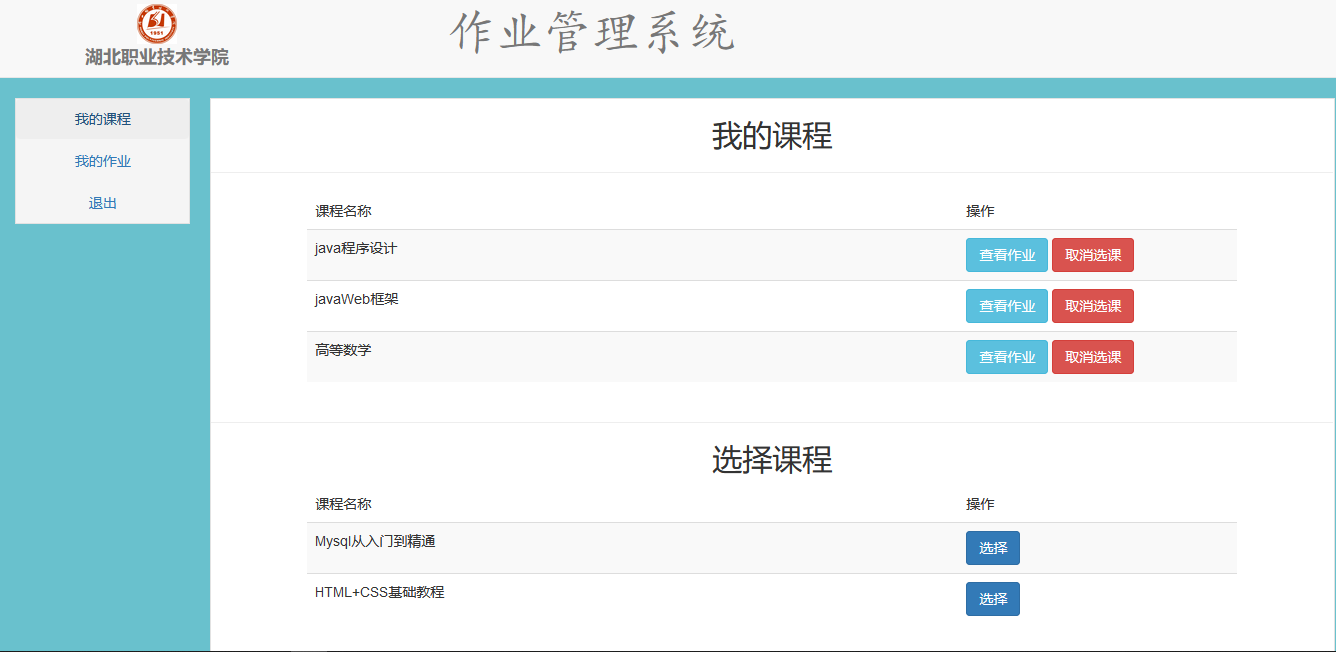 1951
湖北职业技术学院
作业管理系统
我的课程
我的作业
退出
我的课程
课程名称 操作
java程序设计 查看作业 取消选课
javaWeb框架 查看作业 取消选课
高等数学 查看作业 取消选课
选择课程
课程名称 操作
Mysql从入门到精通 选择
HTML+CSS基础教程 选择